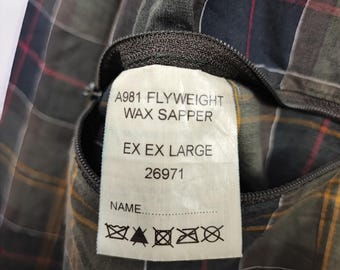 A981 FLYWEIGHT
WAX SAPPER
EX EX LARGE
26971
NAME.....................